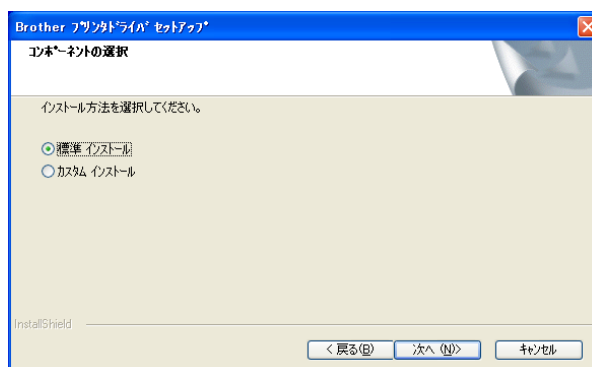 Brother プリンタドライバ セットアップ
コンポーネントの選択
インストール方法を選択してください。
標準 インストール
カスタム インストール
InstallShield
< 戻る(B)
次へ (N)>
キャンセル